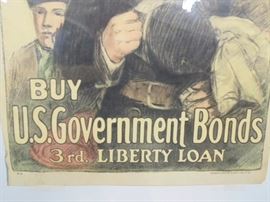 BUY
U.S. Government Bonds
3rd. LIBERTY LOAN